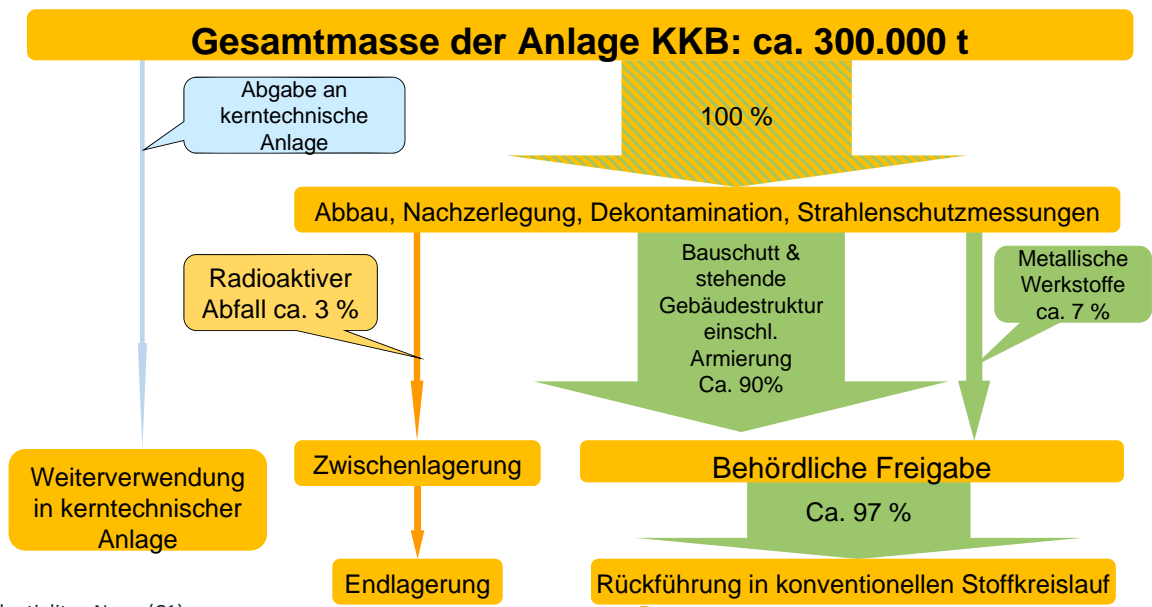 Gesamtmasse der Anlage KKB: ca. 300.000 t
Abgabe an
kerntechnische
Anlage
100 %
Abbau, Nachzerlegung, Dekontamination, Strahlenschutzmessungen
Radioaktiver
Abfall ca. 3 %
Bauschutt &
stehende
Gebäudestruktur
einschl.
Armierung
Ca. 90%
Metallische
Werkstoffe
ca. 7 %
Weiterverwendung
in kerntechnischer
Anlage
Zwischenlagerung
Behördliche Freigabe
Ca. 97 %
Endlagerung
Rückführung in konventionellen Stoffkreislauf